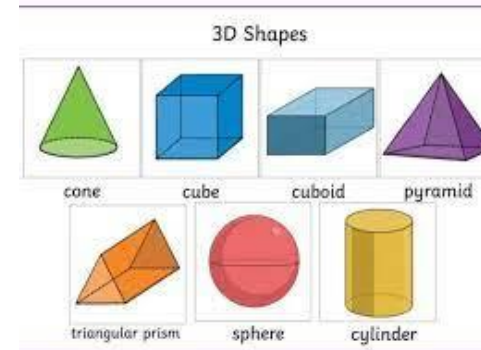 3D Shapes
cone cube cuboid pyramid
triangular prism sphere cylinder